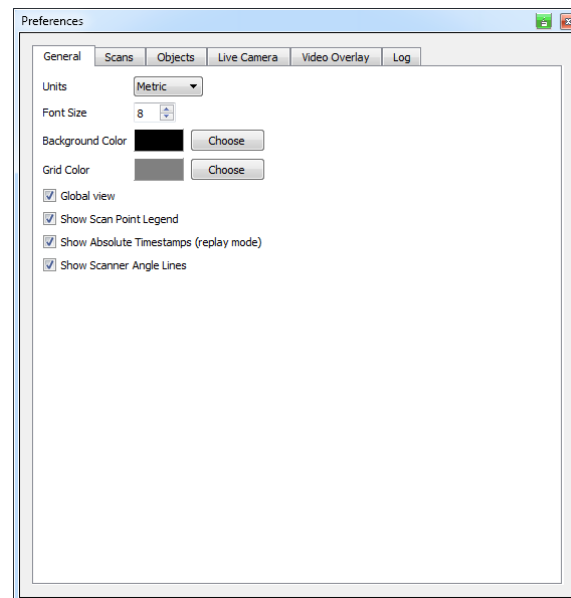 Preferences
General Scans Objects Live Camera Video Overlay Log
Units Metric
Font Size 8
Background Color Choose
Grid Color Choose
Global view
Show Scan Point Legend
Show Absolute Timestamps (replay mode)
Show Scanner Angle Lines